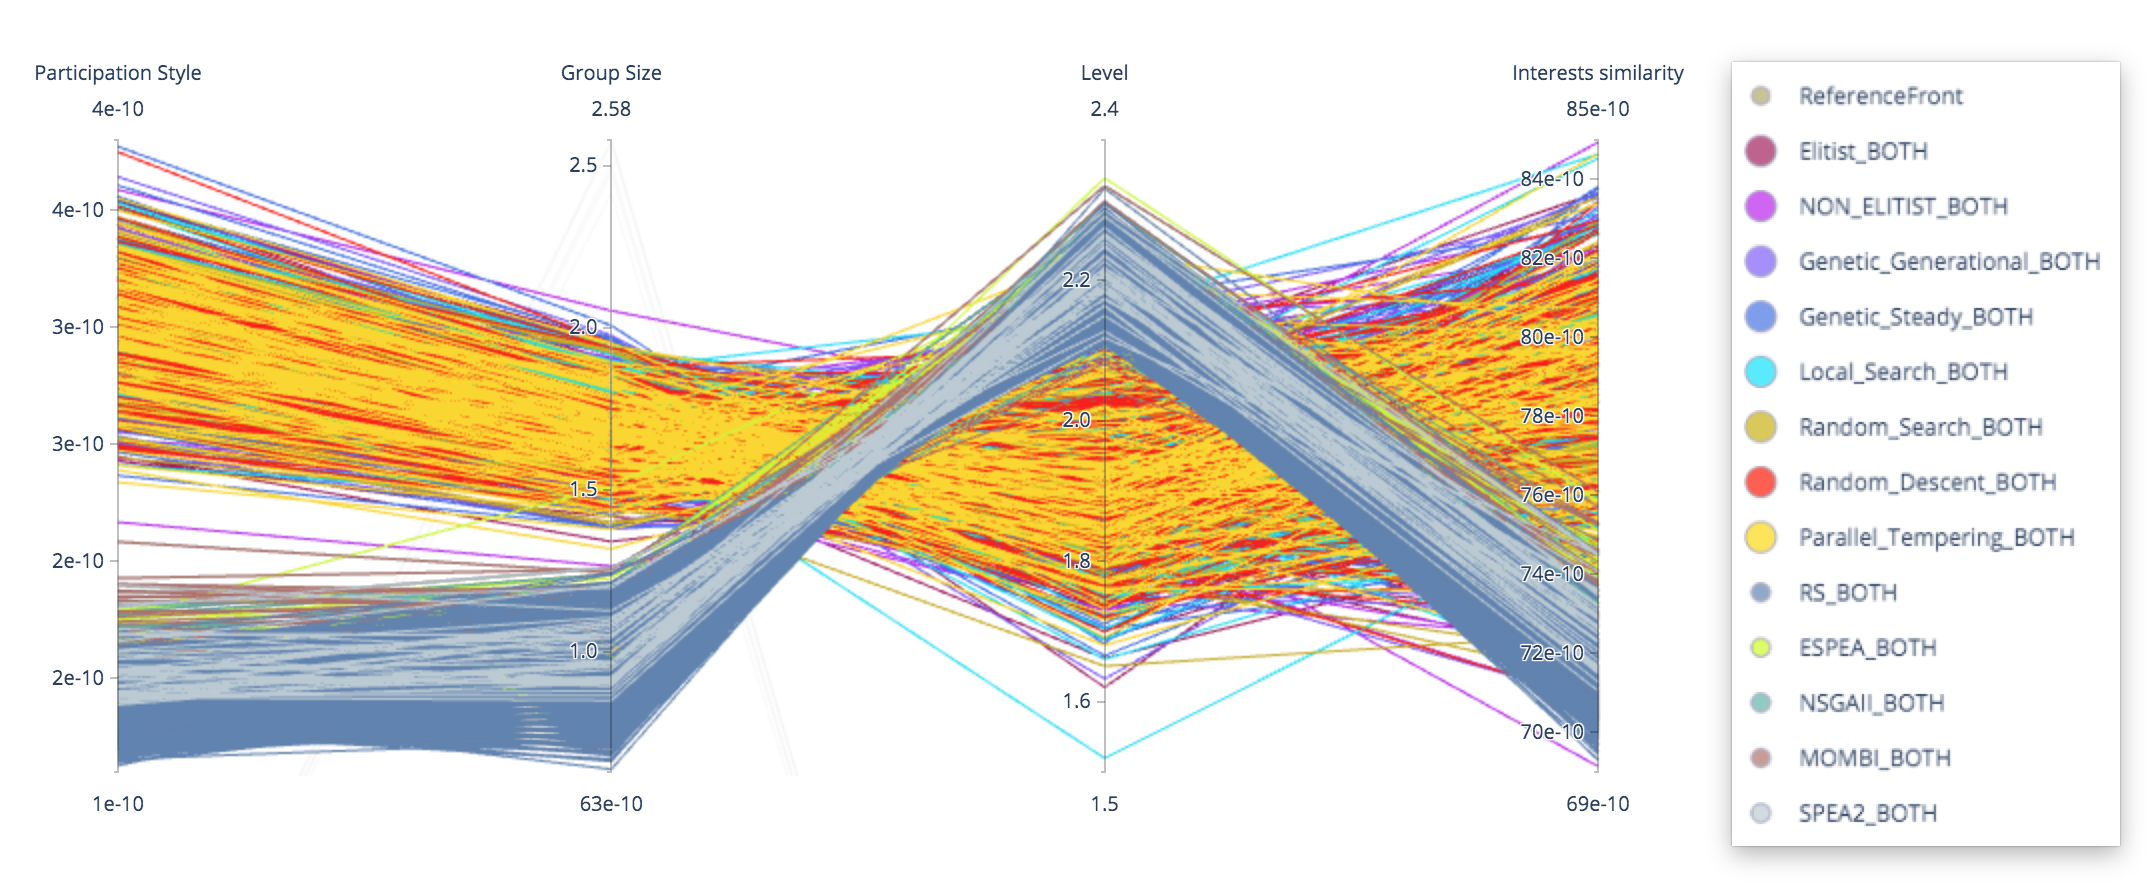 Participation Style
Group Size
Level
Interests similarity
4e-10
2.58
2.4
85e-10
2.5
84e-10
4e-10
82e-10
2.2
3e-10
2.0
80e-10
78e-10
2.0
3e-10
1.5
76e-10
2e-10
1.8
74e-10
1.0
72e-10
2e-10
1.6
70e-10
1e-10
63e-10
1.5
69e-10
ReferenceFront
Elitist_BOTH
NON_ELITIST_BOTH
Genetic_Generational_BOTH
Genetic_Steady_BOTH
Local_Search_BOTH
Random_Search_BOTH
Random_Descent_BOTH
Parallel_Tempering_BOTH
RS_BOTH
ESPEA_BOTH
NSGAII_BOTH
MOMBI_BOTH
SPEA2_BOTH